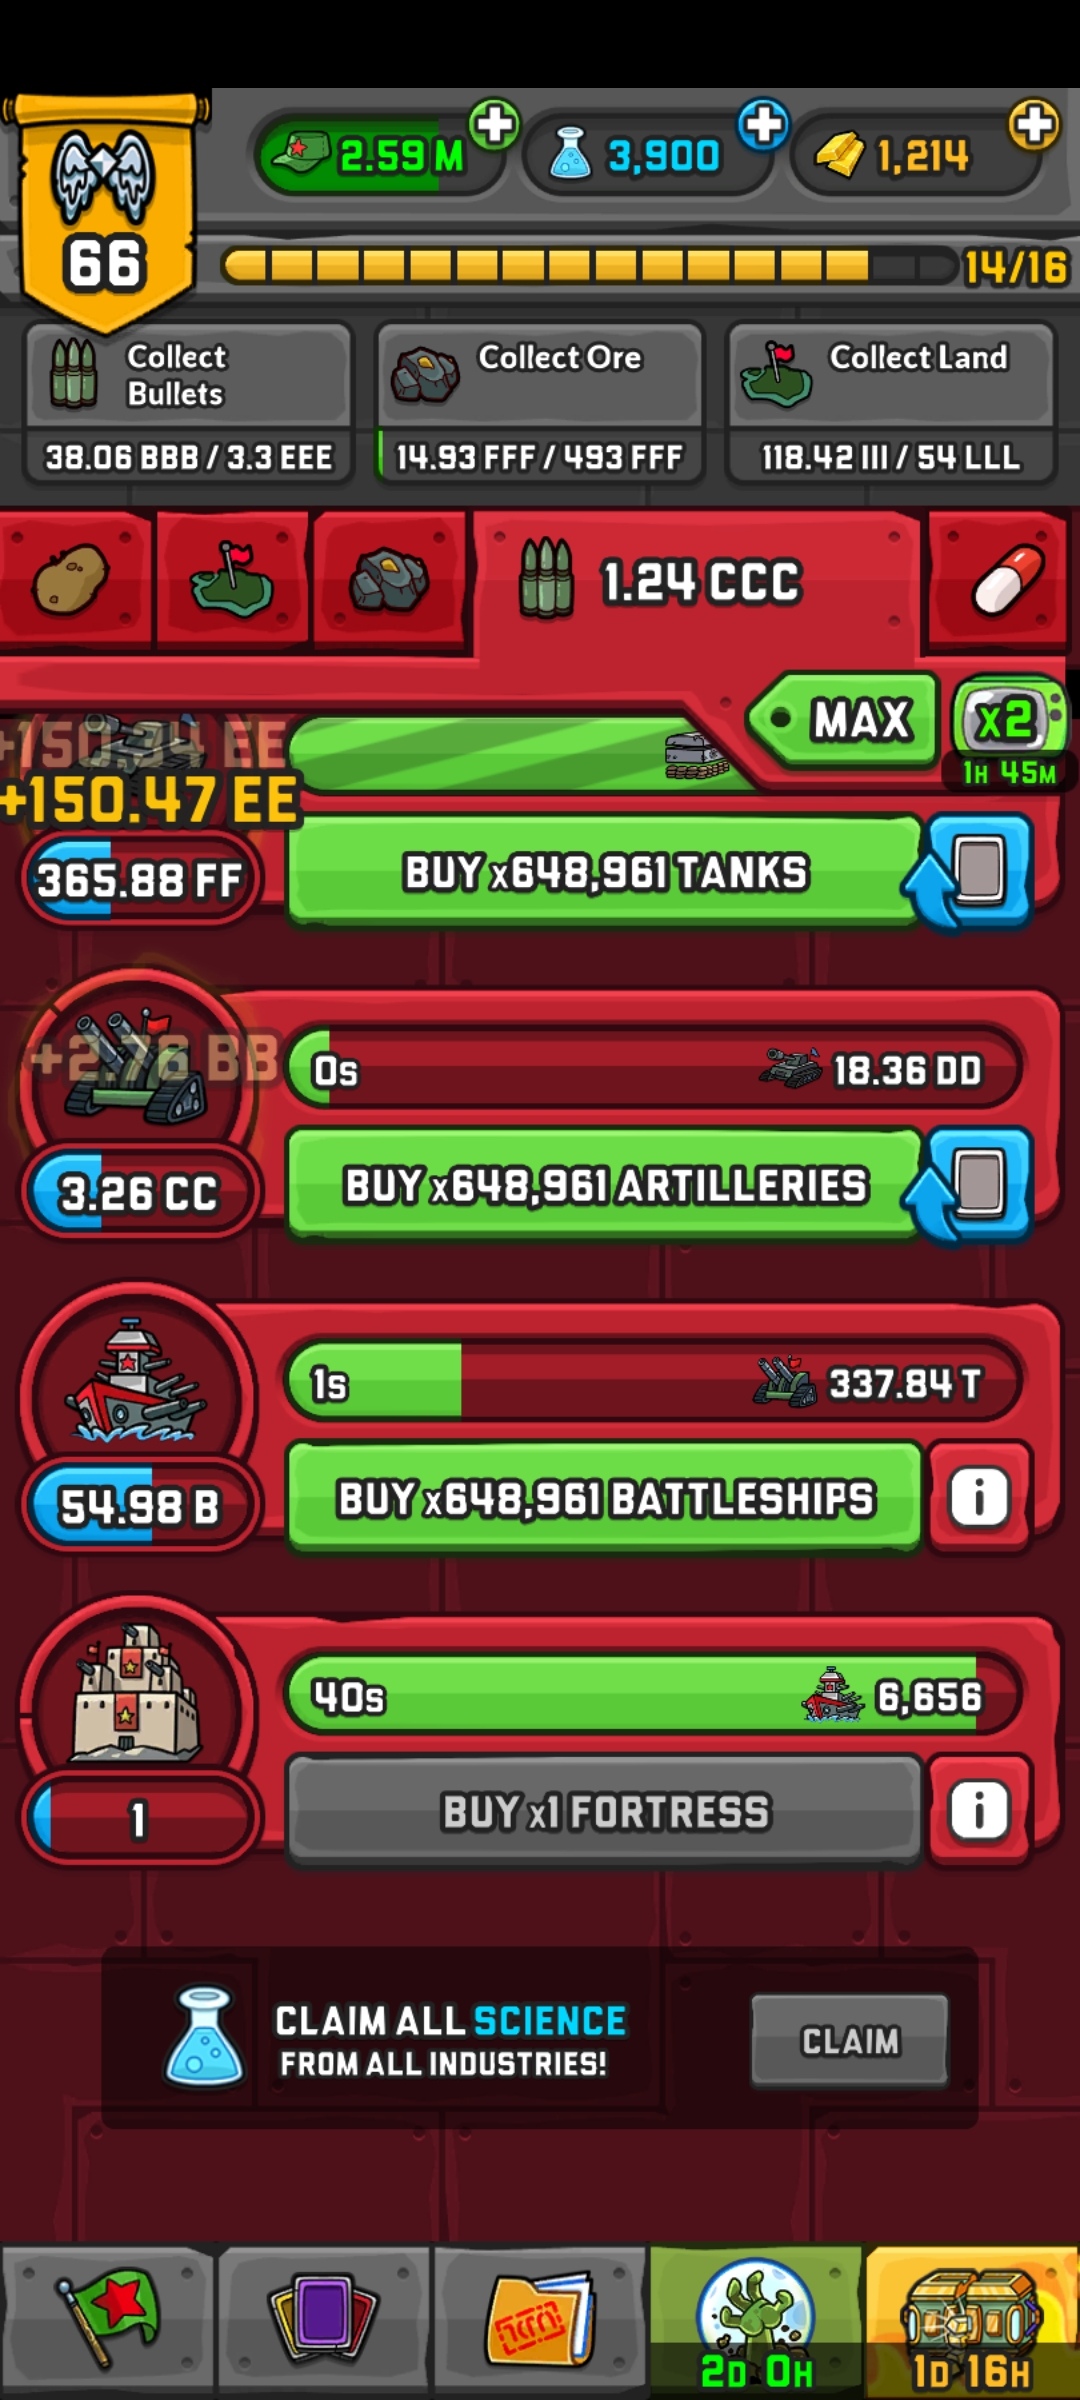 2.59 M
3,900
1,214
66
14/16
Collect
Bullets
Collect Ore
Collect Land
38.06 BBB / 3.3 EEE
14.93 FFF / 493 FFF
118.42 III / 54 LLL
1.24 CCC
MAX
x2
1H 45M
+150.47 EE
365.88 FF
BUY x648,961 TANKS
+2.76 BB
0s
18.36 DD
3.26 CC
BUY x648,961 ARTILLERIES
1s
337.84 T
54.98 B
BUY x648,961 BATTLESHIPS
i
40s
6,656
1
BUY x1 FORTRESS
i
CLAIM ALL SCIENCE
FROM ALL INDUSTRIES!
CLAIM
2D 0H
1D 16H